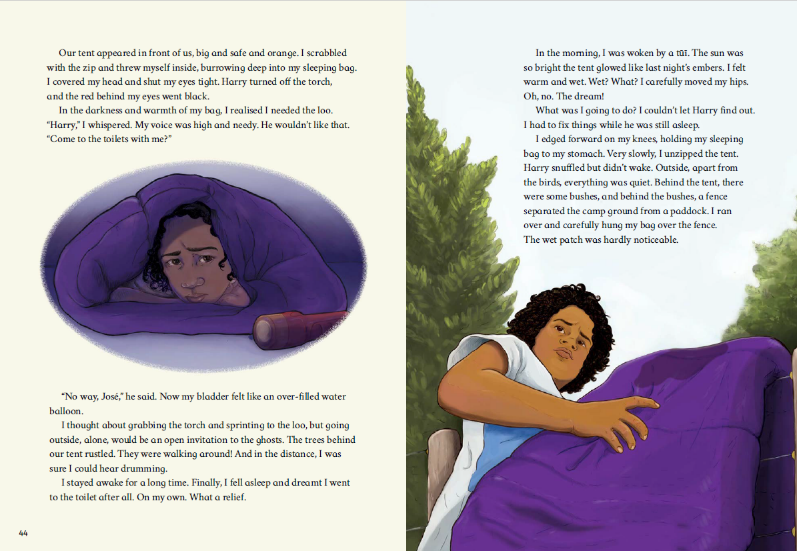 Our tent appeared in front of us, big and safe and orange. I scrabbled
with the zip and threw myself inside, burrowing deep into my sleeping bag.
I covered my head and shut my eyes tight. Harry turned off the torch,
and the red behind my eyes went black.
In the darkness and warmth of my bag, I realised I needed the loo.
“Harry,” I whispered. My voice was high and needy. He wouldn’t like that.
“Come to the toilets with me?”
“No way, José,” he said. Now my bladder felt like an over-filled water
balloon.
I thought about grabbing the torch and sprinting to the loo, but going
outside, alone, would be an open invitation to the ghosts. The trees behind
our tent rustled. They were walking around! And in the distance, I was
sure I could hear drumming.
I stayed awake for a long time. Finally, I fell asleep and dreamt I went
to the toilet after all. On my own. What a relief.
44
In the morning, I was woken by a tūī. The sun was
so bright the tent glowed like last night’s embers. I felt
warm and wet. Wet? What? I carefully moved my hips.
Oh, no. The dream!
What was I going to do? I couldn’t let Harry find out.
I had to fix things while he was still asleep.
I edged forward on my knees, holding my sleeping
bag to my stomach. Very slowly, I unzipped the tent.
Harry snuffled but didn’t wake. Outside, apart from
the birds, everything was quiet. Behind the tent, there
were some bushes, and behind the bushes, a fence
separated the camp ground from a paddock. I ran
over and carefully hung my bag over the fence.
The wet patch was hardly noticeable.